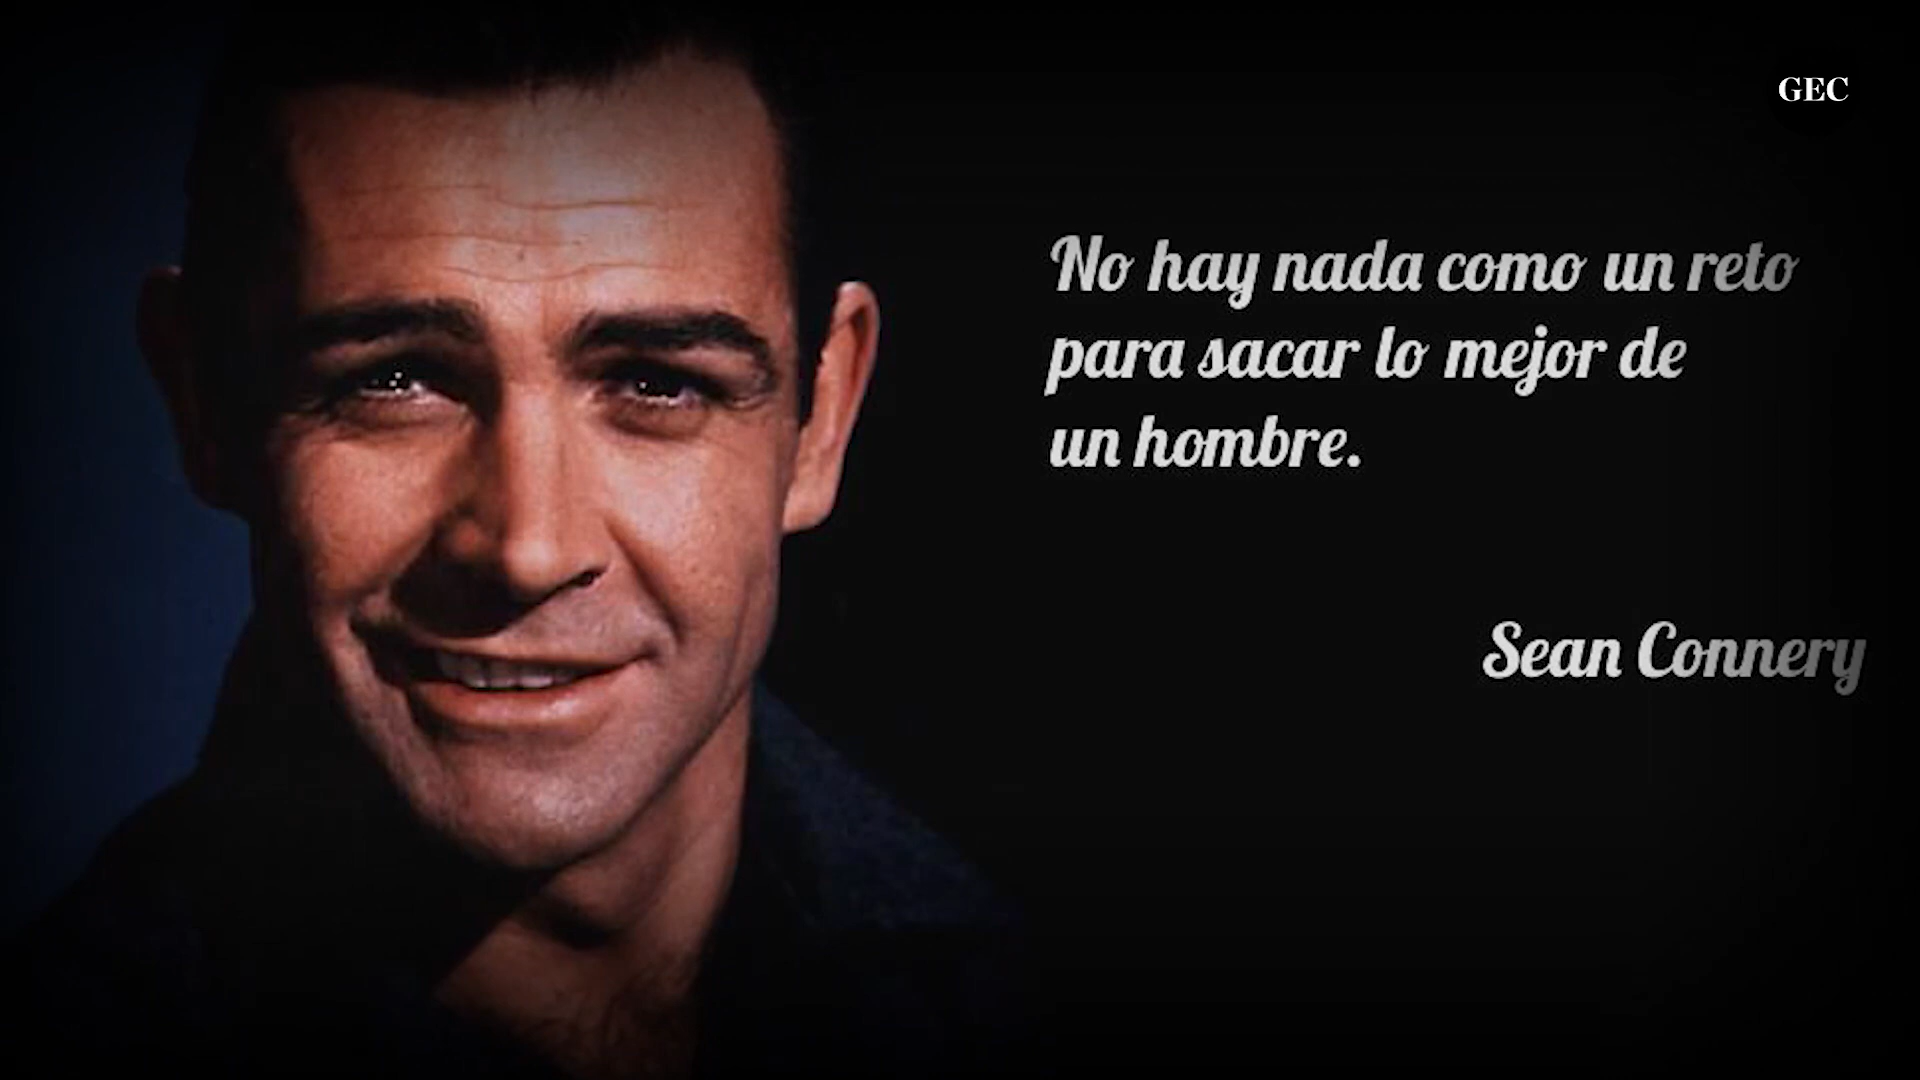 GEC
No hay nada como un reto
para sacar lo mejor de
un hombre.
Sean Connery